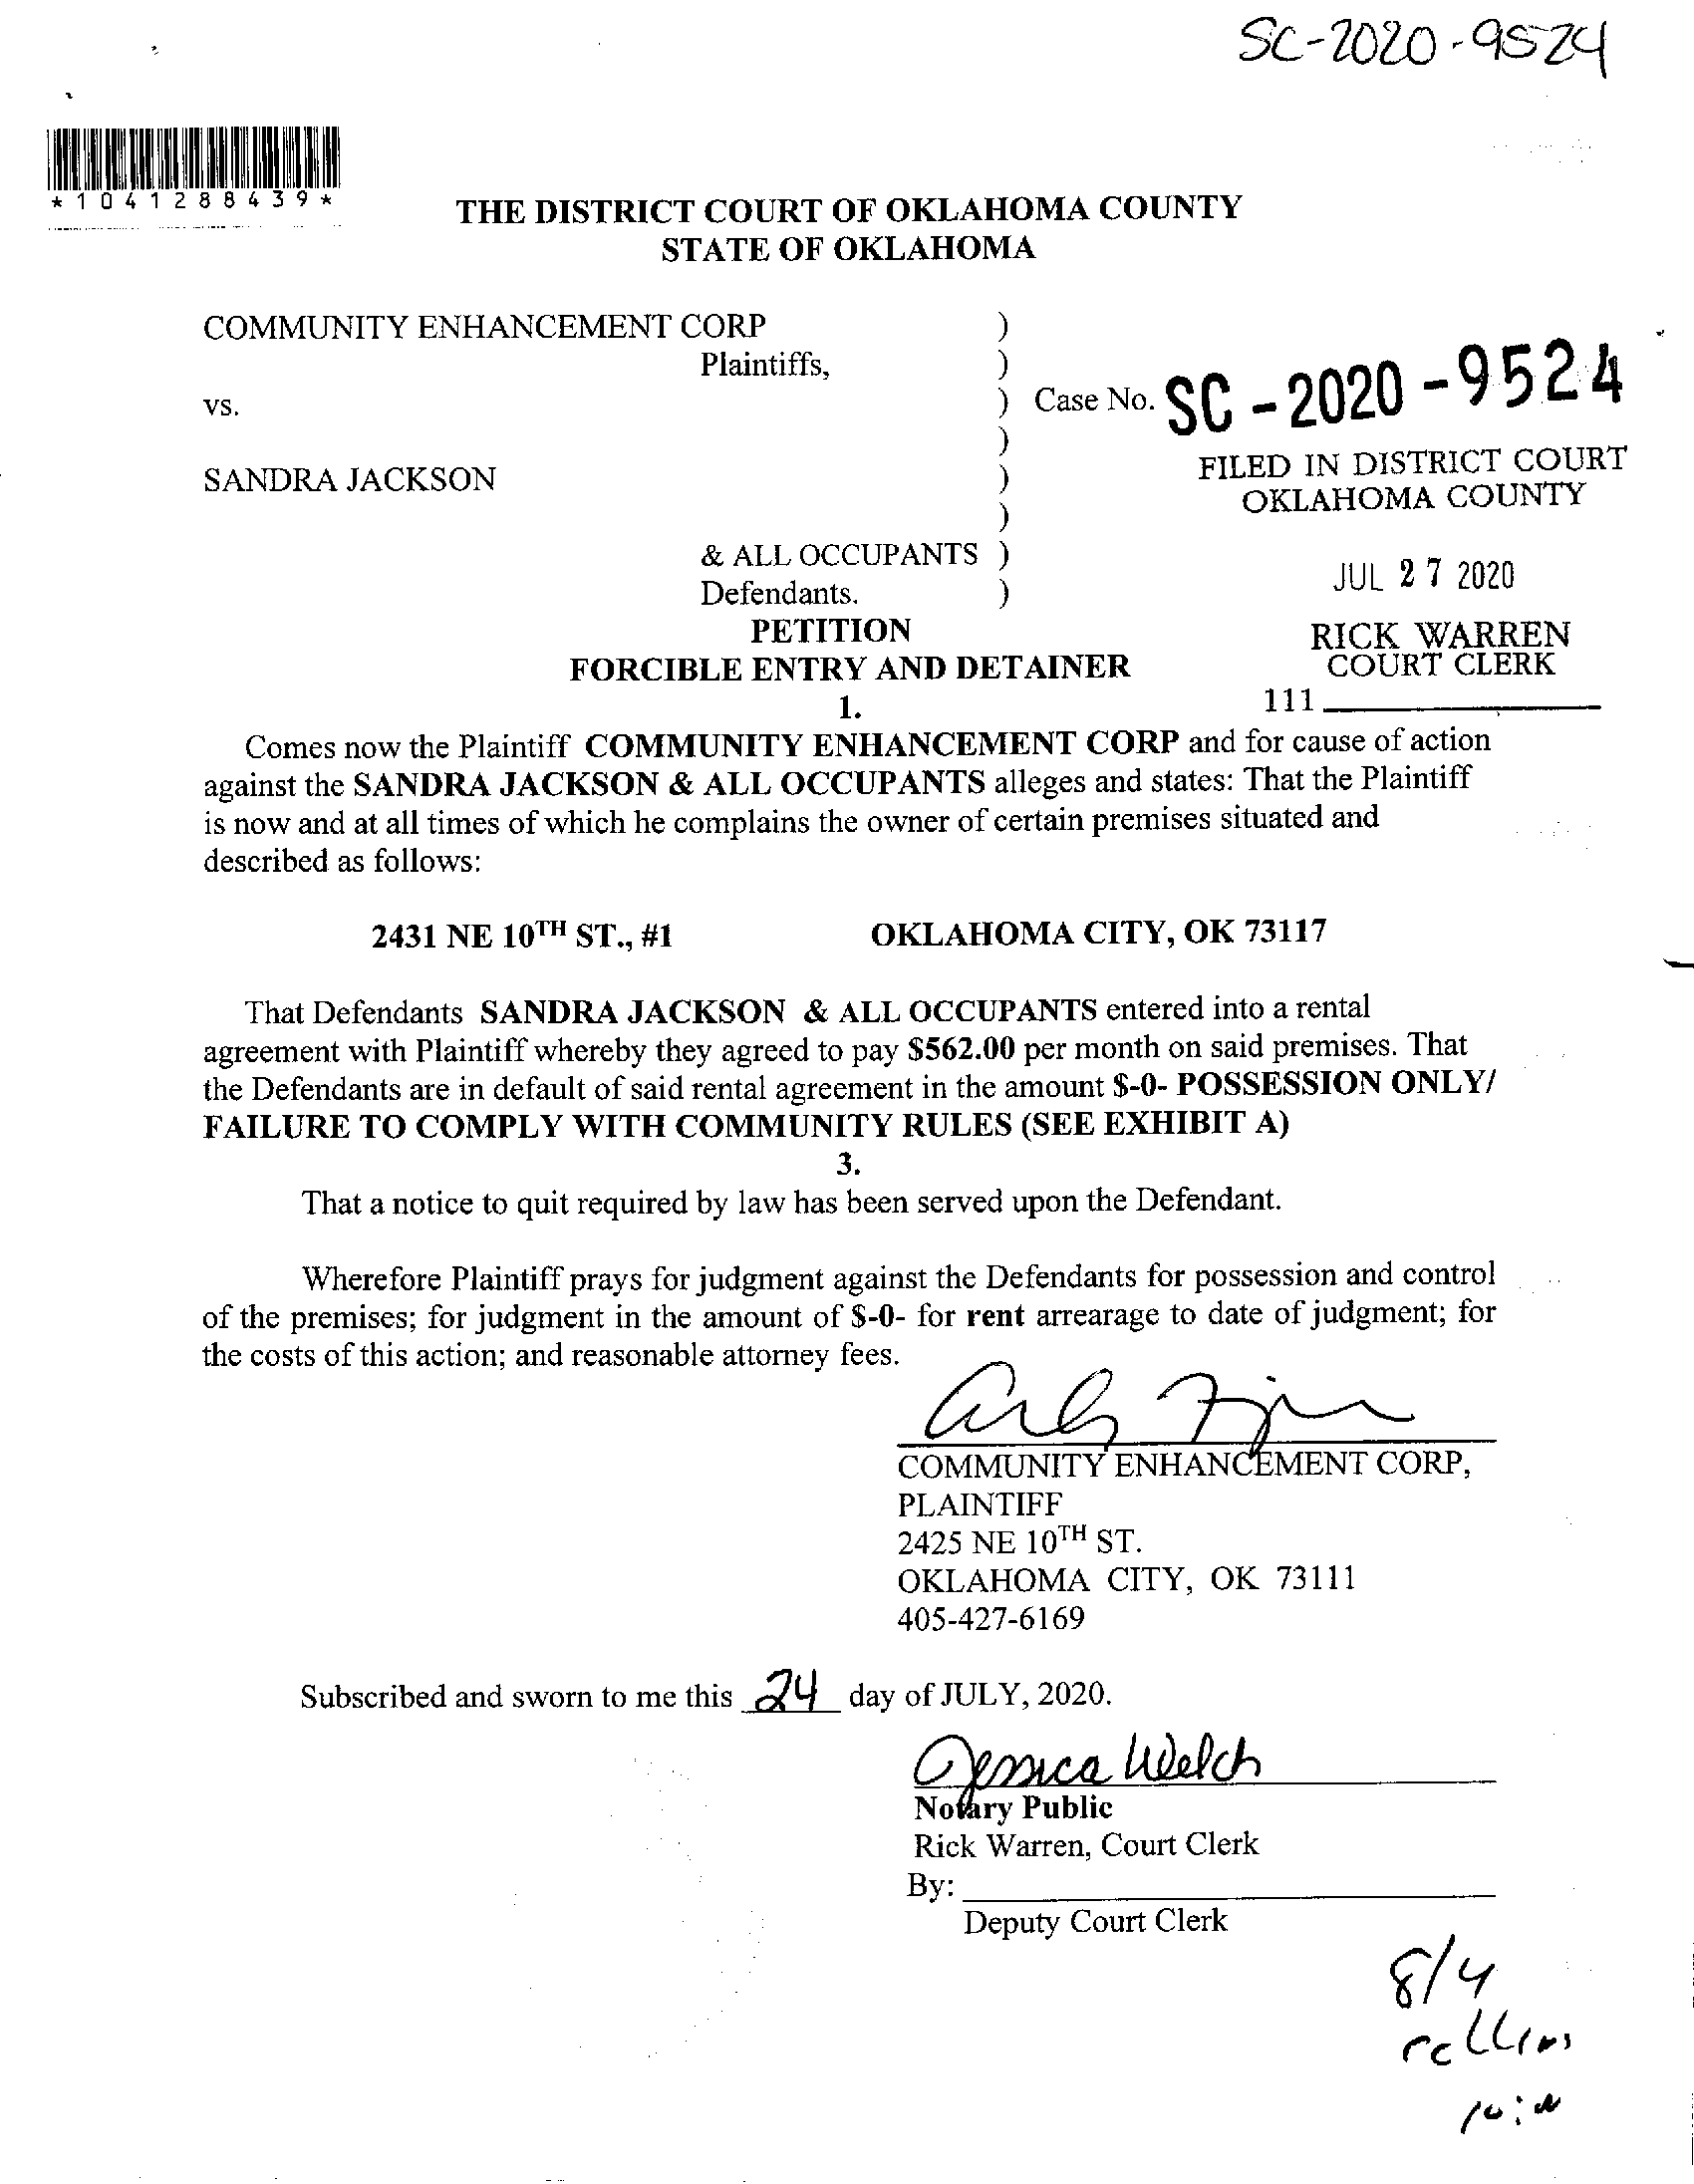 SC-2020-9524
*1041288439*
THE DISTRICT COURT OF OKLAHOMA COUNTY
STATE OF OKLAHOMA
COMMUNITY ENHANCEMENT CORP )
Plaintiffs, )
vs. ) Case No. SC-2020-9524
)
SANDRA JACKSON )
)
& ALL OCCUPANTS )
Defendants. )
FILED IN DISTRICT COURT
OKLAHOMA COUNTY
JUL 27 2020
RICK WARREN
COURT CLERK
111
PETITION
FORCIBLE ENTRY AND DETAINER
1.
Comes now the Plaintiff COMMUNITY ENHANCEMENT CORP and for cause of action
against the SANDRA JACKSON & ALL OCCUPANTS alleges and states: That the Plaintiff
is now and at all times of which he complains the owner of certain premises situated and
described as follows:
2431 NE 10TH ST., #1 OKLAHOMA CITY, OK 73117
That Defendants SANDRA JACKSON & ALL OCCUPANTS entered into a rental
agreement with Plaintiff whereby they agreed to pay $562.00 per month on said premises. That
the Defendants are in default of said rental agreement in the amount $-0- POSSESSION ONLY/
FAILURE TO COMPLY WITH COMMUNITY RULES (SEE EXHIBIT A)
3.
That a notice to quit required by law has been served upon the Defendant.
Wherefore Plaintiff prays for judgment against the Defendants for possession and control
of the premises; for judgment in the amount of $-0- for rent arrearage to date of judgment; for
the costs of this action; and reasonable attorney fees.
COMMUNITY ENHANCEMENT CORP,
PLAINTIFF
2425 NE 10TH ST.
OKLAHOMA CITY, OK 73111
405-427-6169
Subscribed and sworn to me this 24 day of JULY, 2020.
Jessica Welch
Notary Public
Rick Warren, Court Clerk
By:
Deputy Court Clerk
8/4